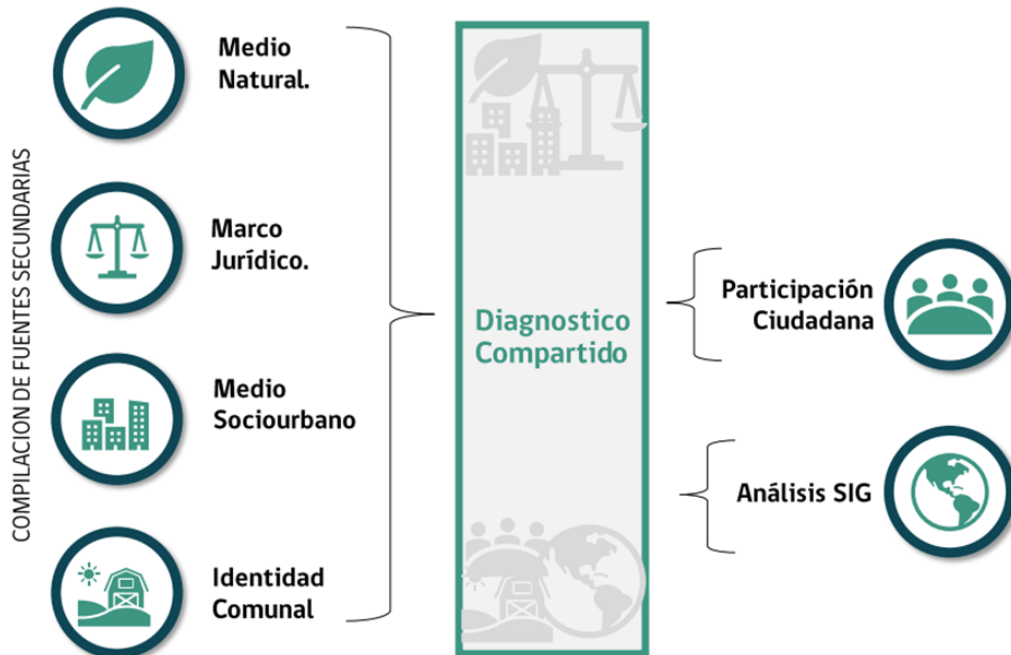 COMPILACION DE FUENTES SECUNDARIAS
Medio
Natural.
Marco
Jurídico.
Medio
Sociourbano
Identidad
Comunal
Diagnostico
Compartido
Participación
Ciudadana
Análisis SIG